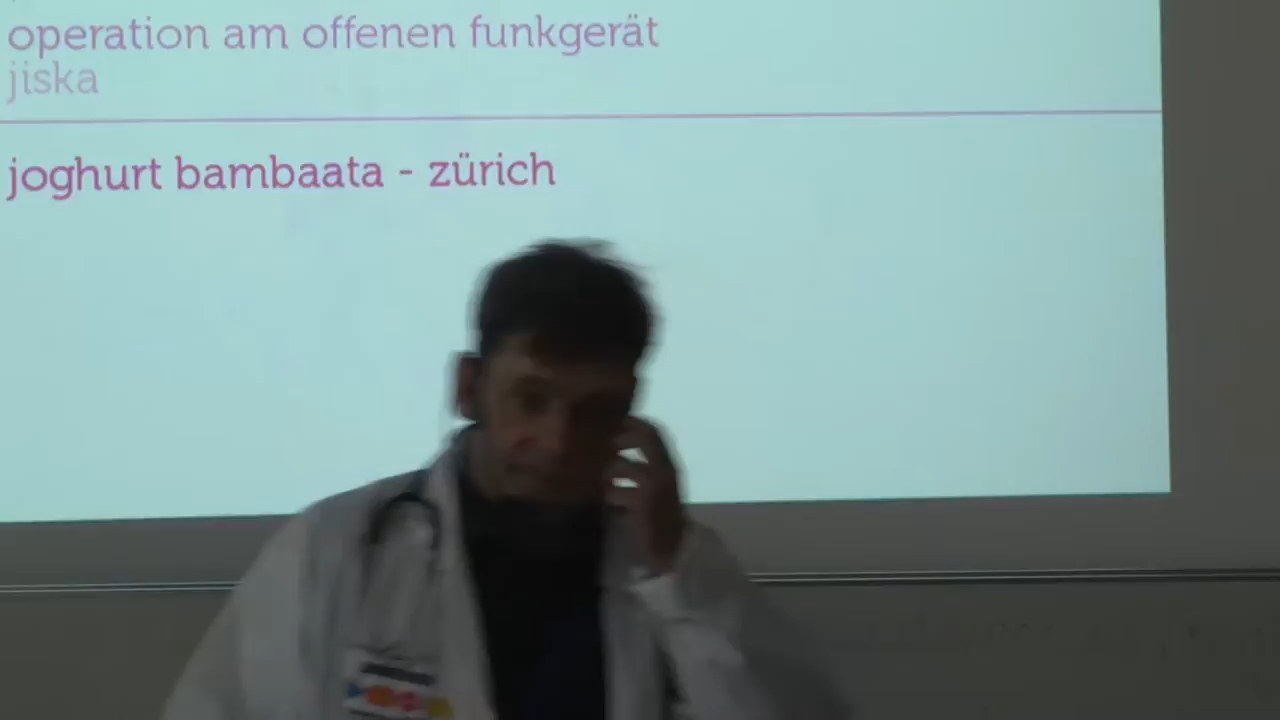 operation am offenen funkgerät
jiska
joghurt bambaata - zürich